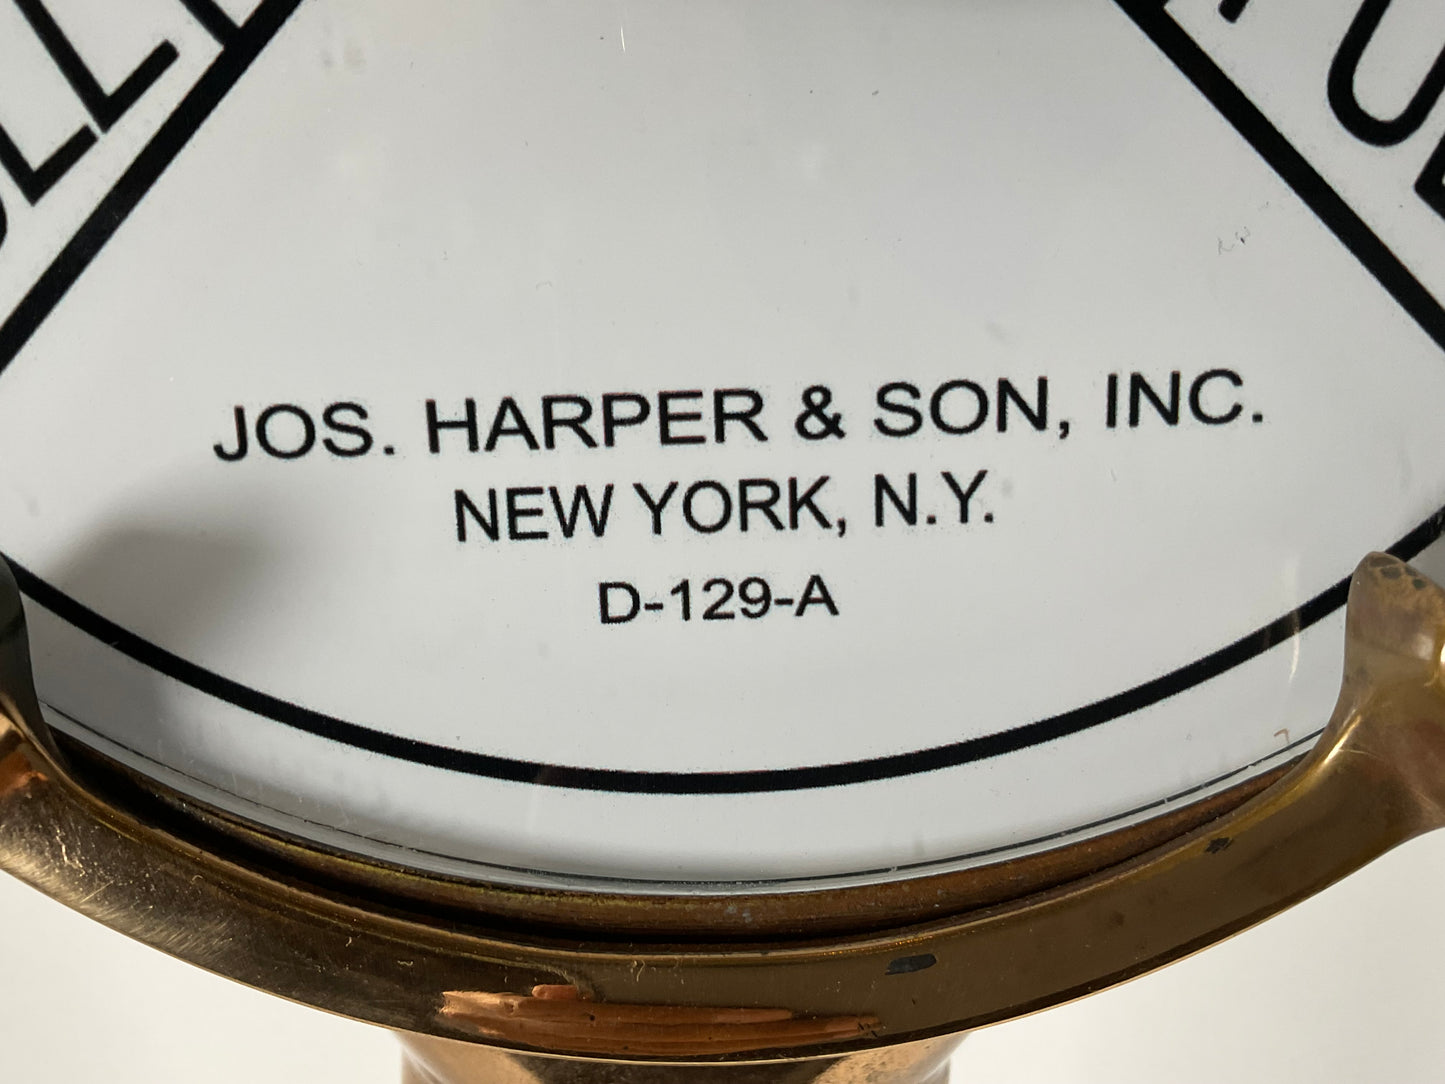 JOS. HARPER & SON, INC.
NEW YORK, N.Y.
D-129-A